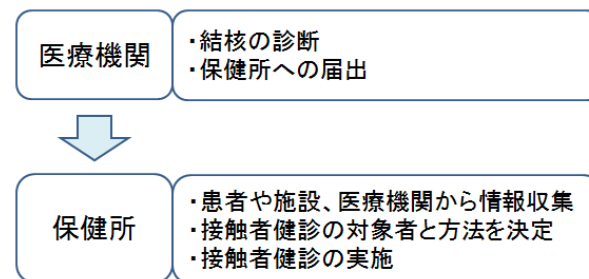 医療機関
・結核の診断
・保健所への届出
保健所
・患者や施設、医療機関から情報収集
・接触者健診の対象者と方法を決定
・接触者健診の実施